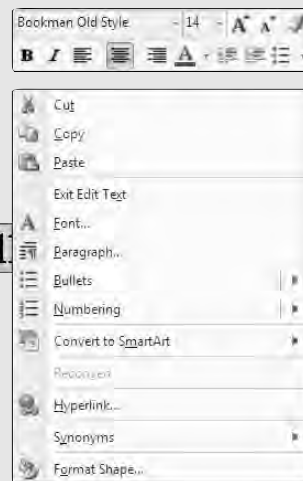 Bookman Old Style 14 A A
B I A
Cut
Copy
Paste
Exit Edit Text
A Font...
Paragraph...
Bullets
Numbering
Convert to SmartArt
Reconvert
Hyperlink...
Synonyms
Format Shape...